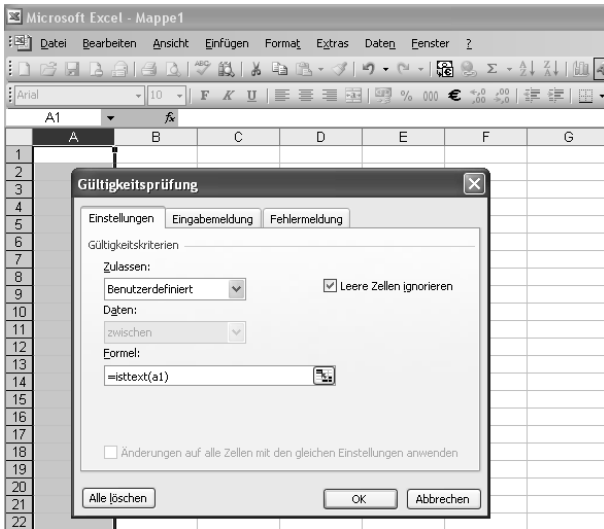 Microsoft Excel - Mappe1
Datei Bearbeiten Ansicht Einfügen Format Extras Daten Fenster ?
Arial 10 F K U % 000 €
A1 fx
A B C D E F G
1
2
3
4
5
6
7
8
9
10
11
12
13
14
15
16
17
18
19
20
21
22
Gültigkeitsprüfung
Einstellungen Eingabemeldung Fehlermeldung
Gültigkeitskriterien
Zulassen:
Benutzerdefiniert Leere Zellen ignorieren
Daten:
zwischen
Formel:
=isttext(a1)
Änderungen auf alle Zellen mit den gleichen Einstellungen anwenden
Alle löschen OK Abbrechen